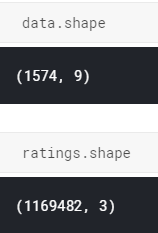 data.shape
(1574, 9)
ratings.shape
(1169482, 3)